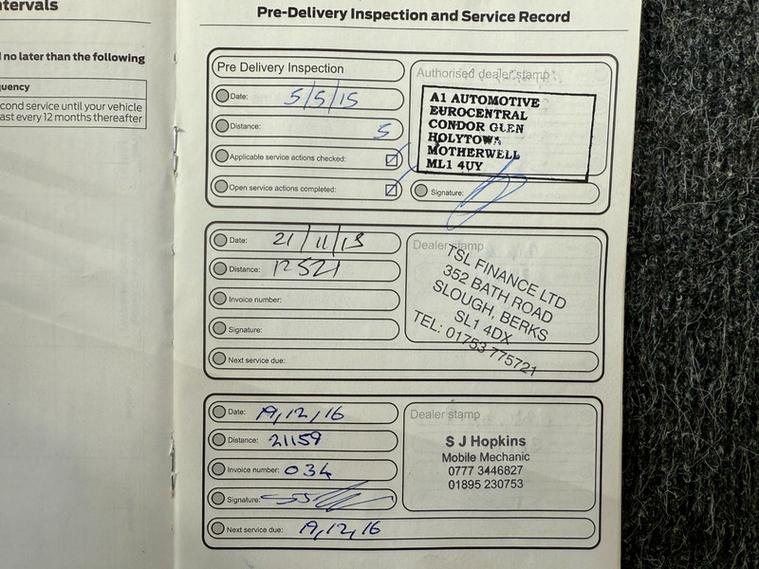 tervals
no later than the following
uency
cond service until your vehicle
ast every 12 months thereafter
Pre-Delivery Inspection and Service Record
Pre Delivery Inspection
Date: 5/5/15
Distance: 5
Applicable service actions checked:
Open service actions completed:
Authorised dealer stamp
A1 AUTOMOTIVE
EUROCENTRAL
CONDOR GLEN
HOLYTOWN
MOTHERWELL
ML1 4UY
Signature:
Date: 21/11/15
Distance: 12521
Invoice number:
Signature:
Next service due:
Dealer stamp
TSL FINANCE LTD
352 BATH ROAD
SLOUGH, BERKS
SL1 4DX
TEL: 01753 775721
Date: 19,12,16
Distance: 21159
Invoice number: 034
Signature:
Next service due: 19,12,16
Dealer stamp
S J Hopkins
Mobile Mechanic
0777 3446827
01895 230753